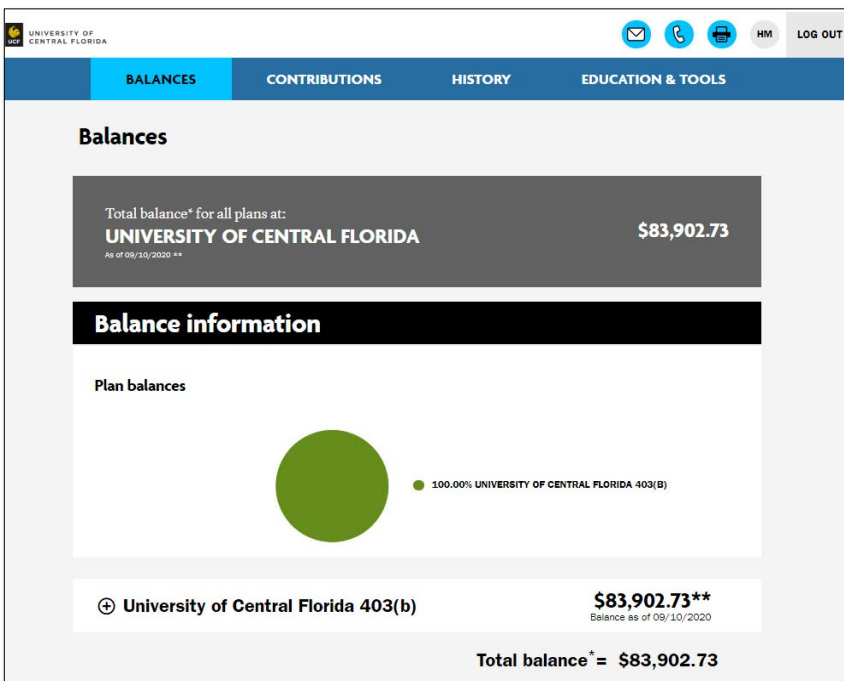 UCF
UNIVERSITY OF
CENTRAL FLORIDA
HM
LOG OUT
BALANCES
CONTRIBUTIONS
HISTORY
EDUCATION & TOOLS
Balances
Total balance* for all plans at:
UNIVERSITY OF CENTRAL FLORIDA
$83,902.73
As of 09/10/2020 **
Balance information
Plan balances
100.00% UNIVERSITY OF CENTRAL FLORIDA 403(B)
University of Central Florida 403(b)
$83,902.73**
Balance as of 09/10/2020
Total balance*= $83,902.73